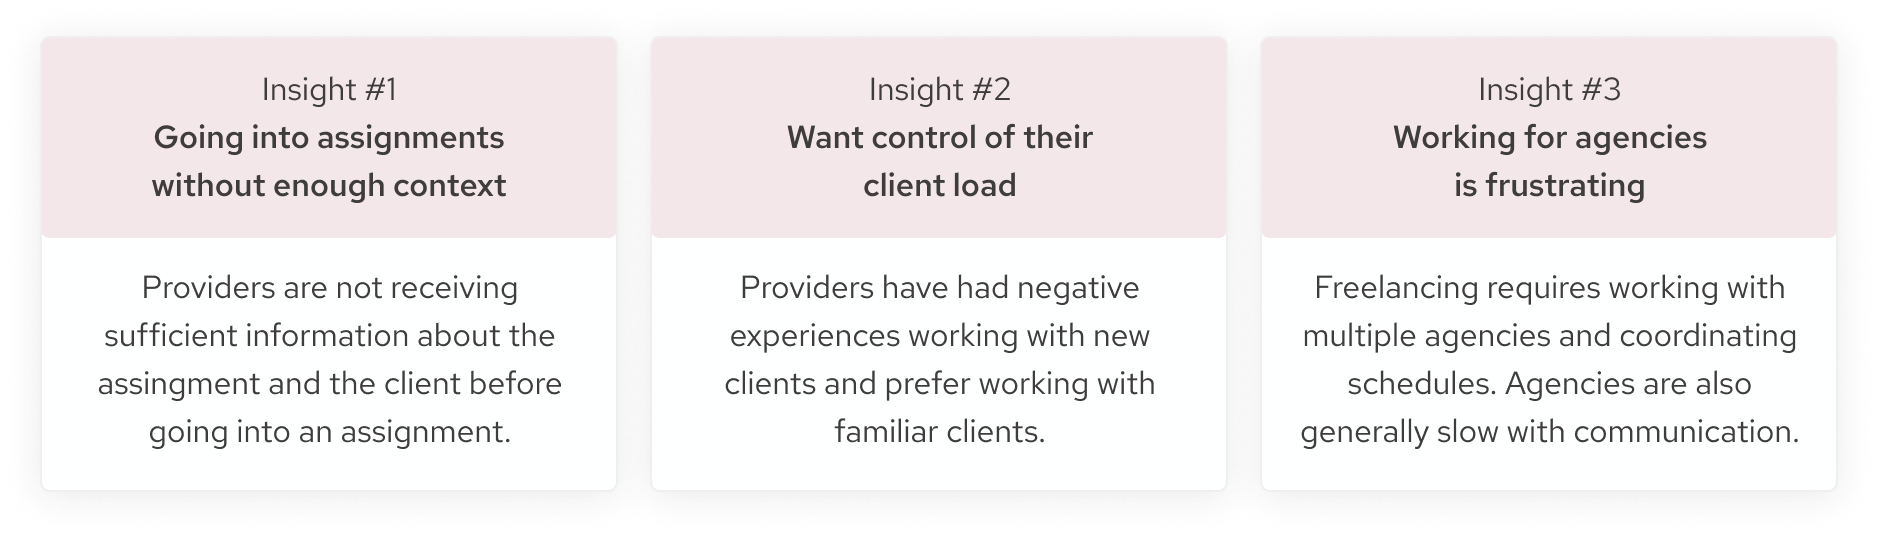 Insight #1
Going into assignments
without enough context
Providers are not receiving
sufficient information about the
assingment and the client before
going into an assignment.
Insight #2
Want control of their
client load
Providers have had negative
experiences working with new
clients and prefer working with
familiar clients.
Insight #3
Working for agencies
is frustrating
Freelancing requires working with
multiple agencies and coordinating
schedules. Agencies are also
generally slow with communication.